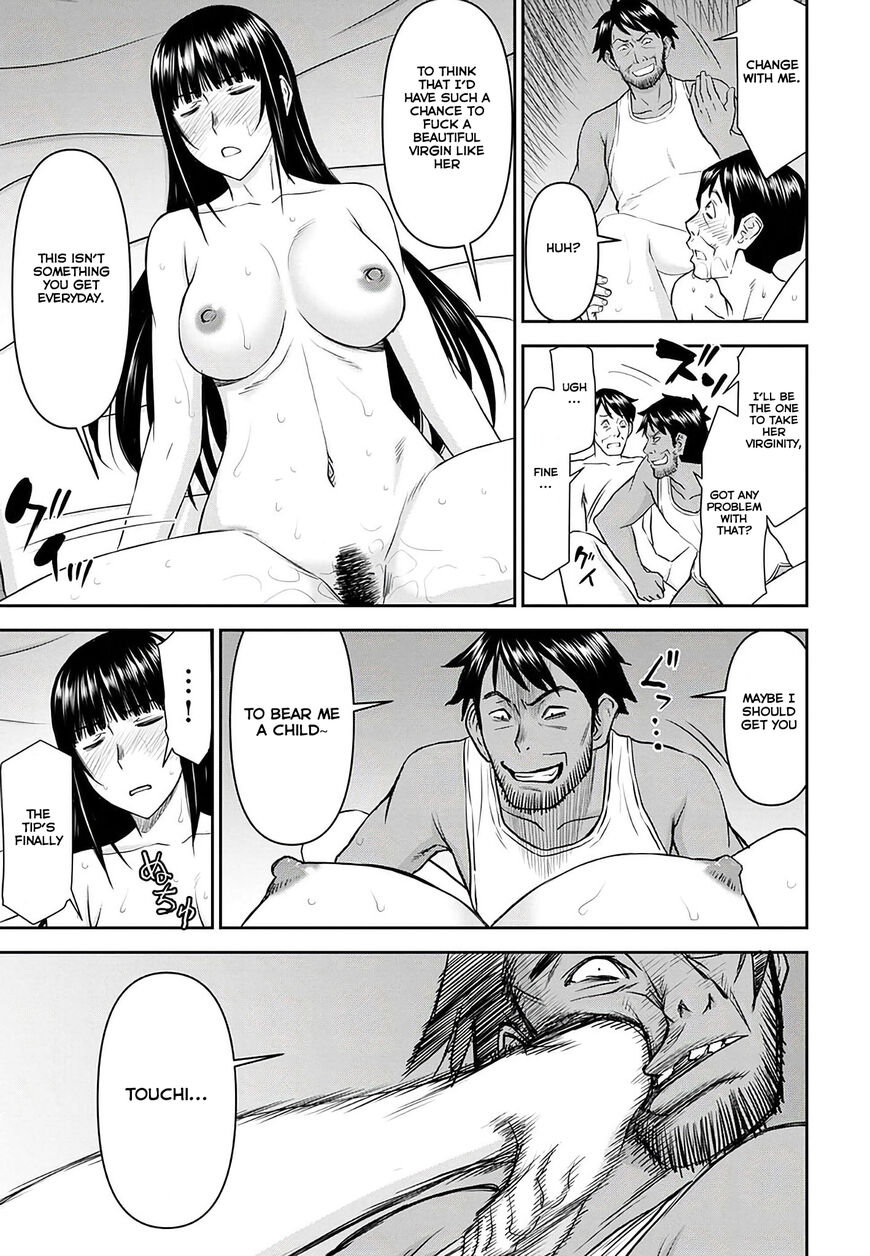 CHANGE
WITH ME.
HUH?
I'LL BE
THE ONE
TO TAKE
HER
VIRGINITY,
GOT ANY
PROBLEM
WITH
THAT?
ズンッ
UGH
...
FINE
...
グイ
TO THINK
THAT I'D
HAVE SUCH A
CHANCE TO
FUCK A
BEAUTIFUL
VIRGIN LIKE
HER
THIS ISN'T
SOMETHING
YOU GET
EVERYDAY.
グイ
MAYBE I
SHOULD
GET YOU
ぐっ…
TO BEAR ME
A CHILD~
…!
THE
TIP'S
FINALLY
ぬちゅ
TOUCHI...